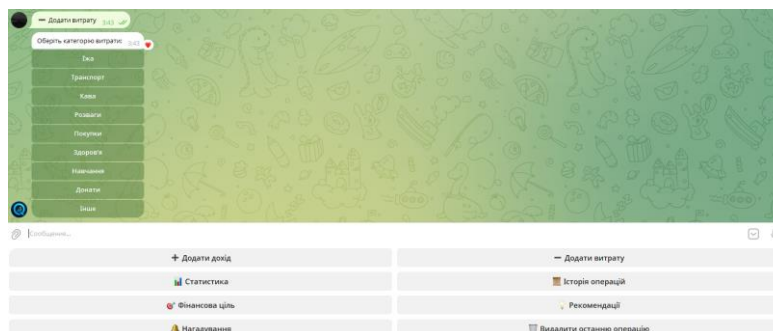 — Додати витрату 3:43
Оберіть категорію витрати: 3:43
Їжа
Транспорт
Кава
Розваги
Покупки
Здоров'я
Навчання
Донати
Інше
Сообщение...
+ Додати дохід
— Додати витрату
Статистика
Історія операцій
Фінансова ціль
Рекомендації
Нагадування
Видалити останню операцію